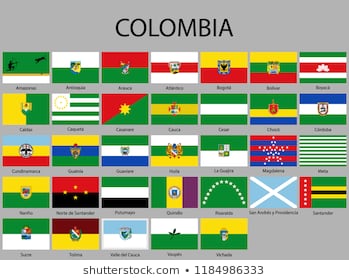 COLOMBIA
Amazonas Antioquia Arauca Atlántico Bogotá Bolívar Boyacá
Caldas Caquetá Casanare Cauca Cesar Chocó Córdoba
Cundinamarca Guainía Guaviare Huila La Guajira Magdalena Meta
Nariño Norte de Santander Putumayo Quindío Risaralda San Andrés y Providencia Santander
Sucre Tolima Valle del Cauca Vaupés Vichada
shutterstock.com • 1184986333